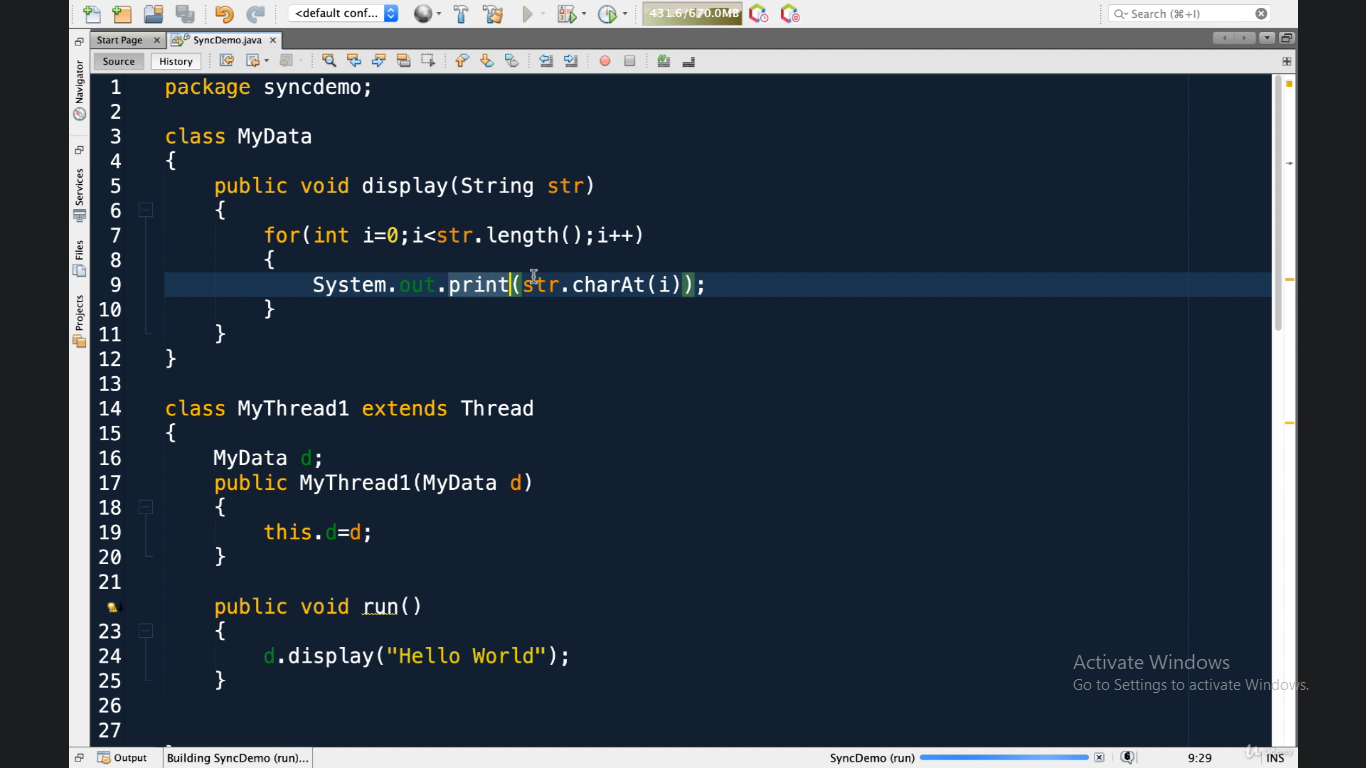 <default conf...
431.6/670.0MB
Search (⌘+I)
Start Page
SyncDemo.java
Source
History
Navigator
Services
Files
Projects
1 package syncdemo;
2
3 class MyData
4 {
5 public void display(String str)
6 {
7 for(int i=0;i<str.length();i++)
8 {
9 System.out.print(str.charAt(i));
10 }
11 }
12 }
13
14 class MyThread1 extends Thread
15 {
16 MyData d;
17 public MyThread1(MyData d)
18 {
19 this.d=d;
20 }
21
public void run()
23 {
24 d.display("Hello World");
25 }
26
27
Activate Windows
Go to Settings to activate Windows.
Output
Building SyncDemo (run)...
SyncDemo (run)
9:29
INS